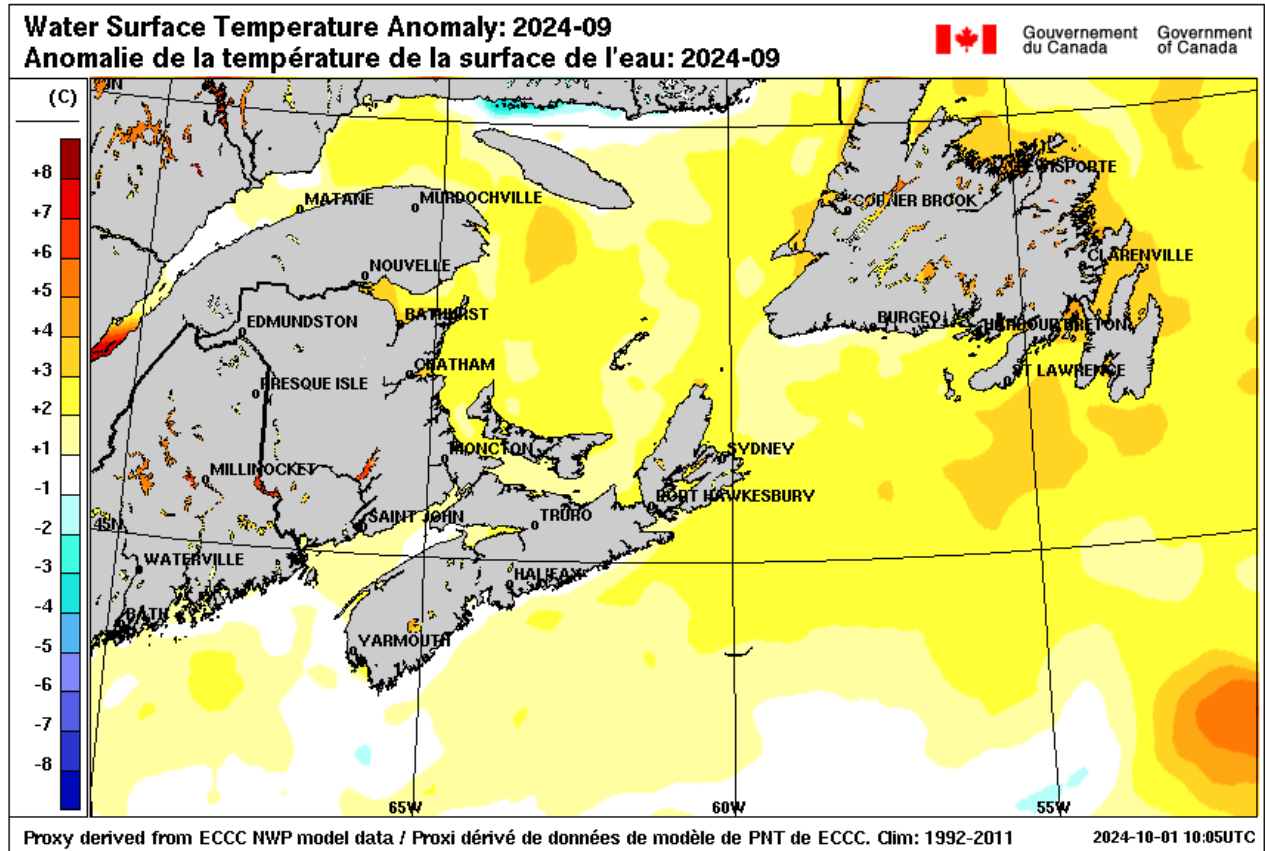 Water Surface Temperature Anomaly: 2024-09
Anomalie de la température de la surface de l'eau: 2024-09
Gouvernement du Canada
Government of Canada
(C)
+8
+7
+6
+5
+4
+3
+2
+1
-1
-2
-3
-4
-5
-6
-7
-8
MATANE
MURDOCHVILLE
CORNER BROOK
CLARENVILLE
NOUVELLE
BATHURST
EDMUNDSTON
BURGEO
HARBOUR BRETON
CHATHAM
PRESQUE ISLE
ST LAWRENCE
MONCTON
SYDNEY
MILLINOCKET
PORT HAWKESBURY
45N
SAINT JOHN
TRURO
WATERVILLE
HALIFAX
BATH
YARMOUTH
65W
60W
55W
Proxy derived from ECCC NWP model data / Proxi dérivé de données de modèle de PNT de ECCC. Clim: 1992-2011
2024-10-01 10:05UTC